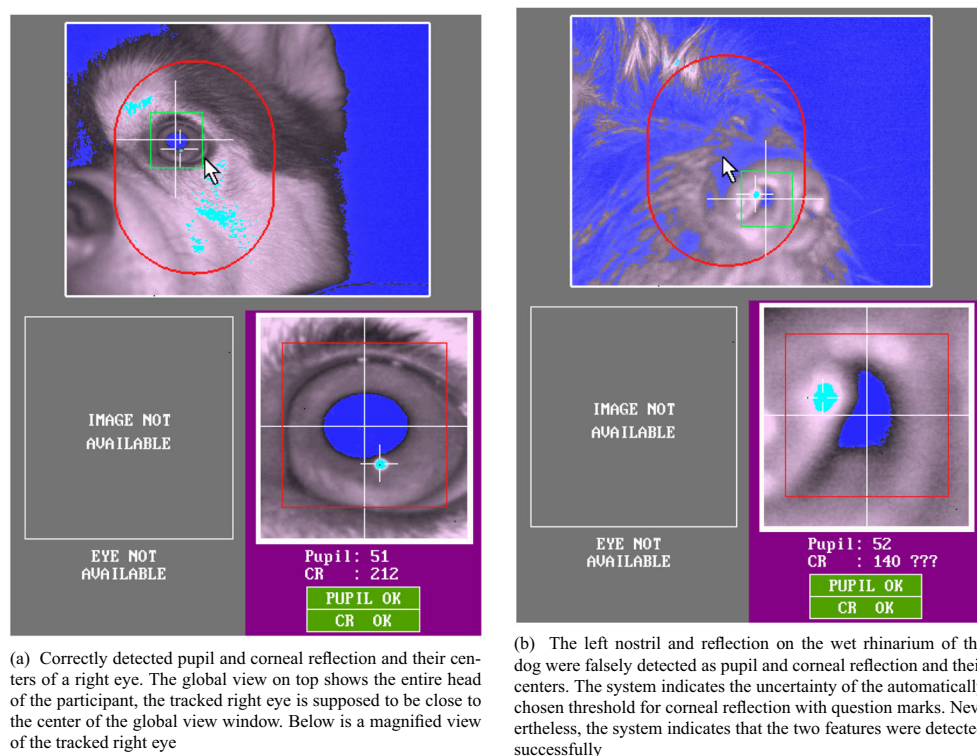 IMAGE NOT
AVAILABLE
EYE NOT
AVAILABLE
Pupil: 51
CR : 212
PUPIL OK
CR OK
(a) Correctly detected pupil and corneal reflection and their cen-
ters of a right eye. The global view on top shows the entire head
of the participant, the tracked right eye is supposed to be close to
the center of the global view window. Below is a magnified view
of the tracked right eye
IMAGE NOT
AVAILABLE
EYE NOT
AVAILABLE
Pupil: 52
CR : 140 ???
PUPIL OK
CR OK
(b) The left nostril and reflection on the wet rhinarium of th
dog were falsely detected as pupil and corneal reflection and thei
centers. The system indicates the uncertainty of the automaticall
chosen threshold for corneal reflection with question marks. Nev
ertheless, the system indicates that the two features were detecte
successfully